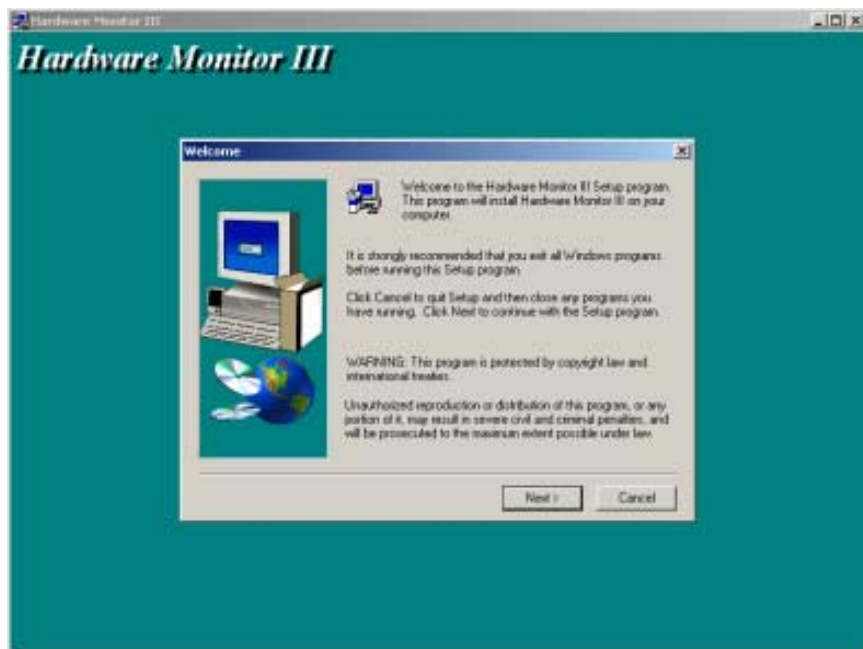 Hardware Monitor III
Hardware Monitor III
Welcome
Welcome to the Hardware Monitor III Setup program.
This program will install Hardware Monitor III on your
computer.
It is strongly recommended that you exit all Windows programs
before running this Setup program.
Click Cancel to quit Setup and then close any programs you
have running. Click Next to continue with the Setup program.
WARNING: This program is protected by copyright law and
international treaties.
Unauthorized reproduction or distribution of this program, or any
portion of it, may result in severe civil and criminal penalties, and
will be prosecuted to the maximum extent possible under law.
Next >
Cancel